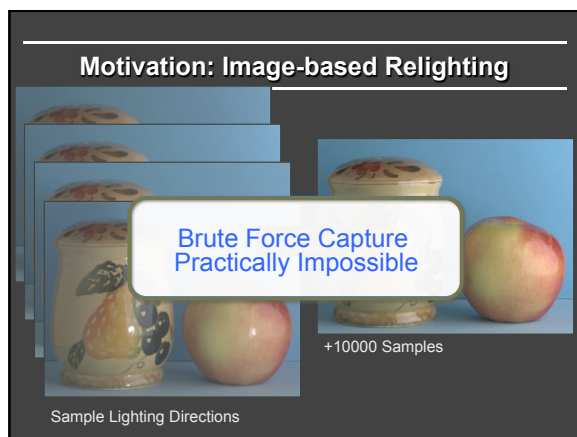 Motivation: Image-based Relighting
Brute Force Capture
Practically Impossible
+10000 Samples
Sample Lighting Directions